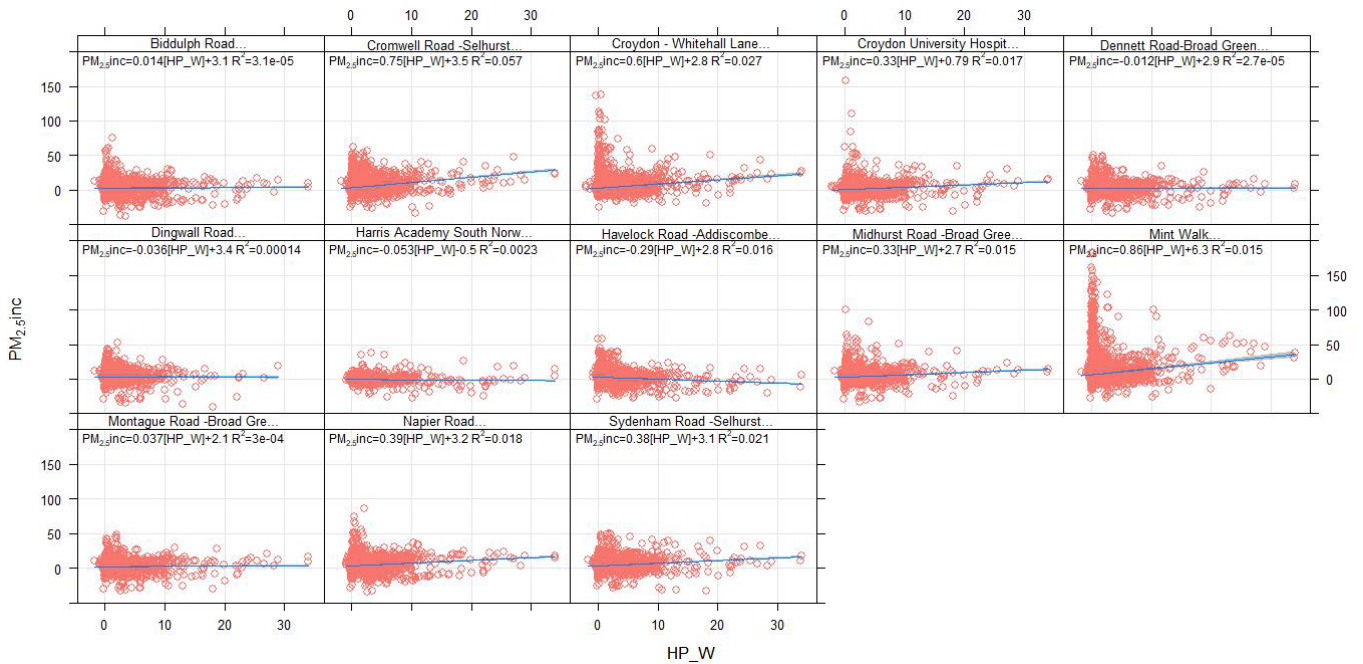 0 10 20 30 0 10 20 30
Biddulph Road... Cromwell Road -Selhurst... Croydon - Whitehall Lane... Croydon University Hospit... Dennett Road-Broad Green...
PM2.5inc=0.014[HP_W]+3.1 R²=3.1e-05 PM2.5inc=0.75[HP_W]+3.5 R²=0.057 PM2.5inc=0.6[HP_W]+2.8 R²=0.027 PM2.5inc=0.33[HP_W]+0.79 R²=0.017 PM2.5inc=-0.012[HP_W]+2.9 R²=2.7e-05
150
100
50
0
Dingwall Road... Harris Academy South Norw... Havelock Road -Addiscombe... Midhurst Road -Broad Gree... Mint Walk...
PM2.5inc=-0.036[HP_W]+3.4 R²=0.00014 PM2.5inc=-0.053[HP_W]-0.5 R²=0.0023 PM2.5inc=-0.29[HP_W]+2.8 R²=0.016 PM2.5inc=0.33[HP_W]+2.7 R²=0.015 PM2.5inc=0.86[HP_W]+6.3 R²=0.015
PM2.5inc
150
100
50
0
Montague Road -Broad Gre... Napier Road... Sydenham Road -Selhurst...
PM2.5inc=0.037[HP_W]+2.1 R²=3e-04 PM2.5inc=0.39[HP_W]+3.2 R²=0.018 PM2.5inc=0.38[HP_W]+3.1 R²=0.021
150
100
50
0
0 10 20 30 0 10 20 30
HP_W